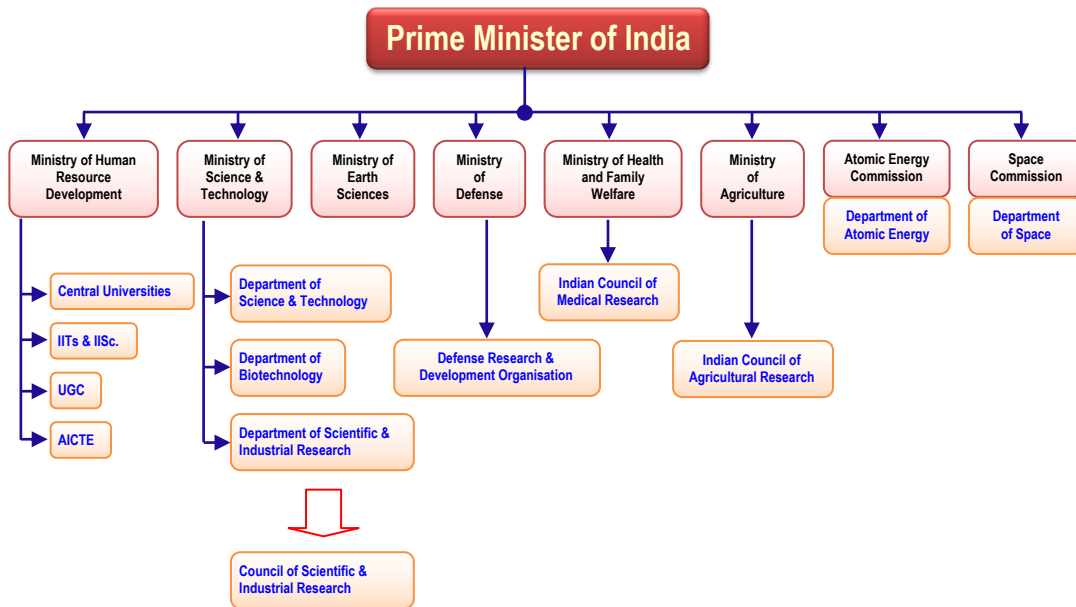 Prime Minister of India
Ministry of Human
Resource
Development
Ministry of
Science &
Technology
Ministry of
Earth
Sciences
Ministry
of
Defense
Ministry of Health
and Family
Welfare
Ministry
of
Agriculture
Atomic Energy
Commission
Space
Commission
Department of
Atomic Energy
Department
of Space
Central Universities
IITs & IISc.
UGC
AICTE
Department of
Science & Technology
Department of
Biotechnology
Department of Scientific &
Industrial Research
Council of Scientific &
Industrial Research
Defense Research &
Development Organisation
Indian Council of
Medical Research
Indian Council of
Agricultural Research